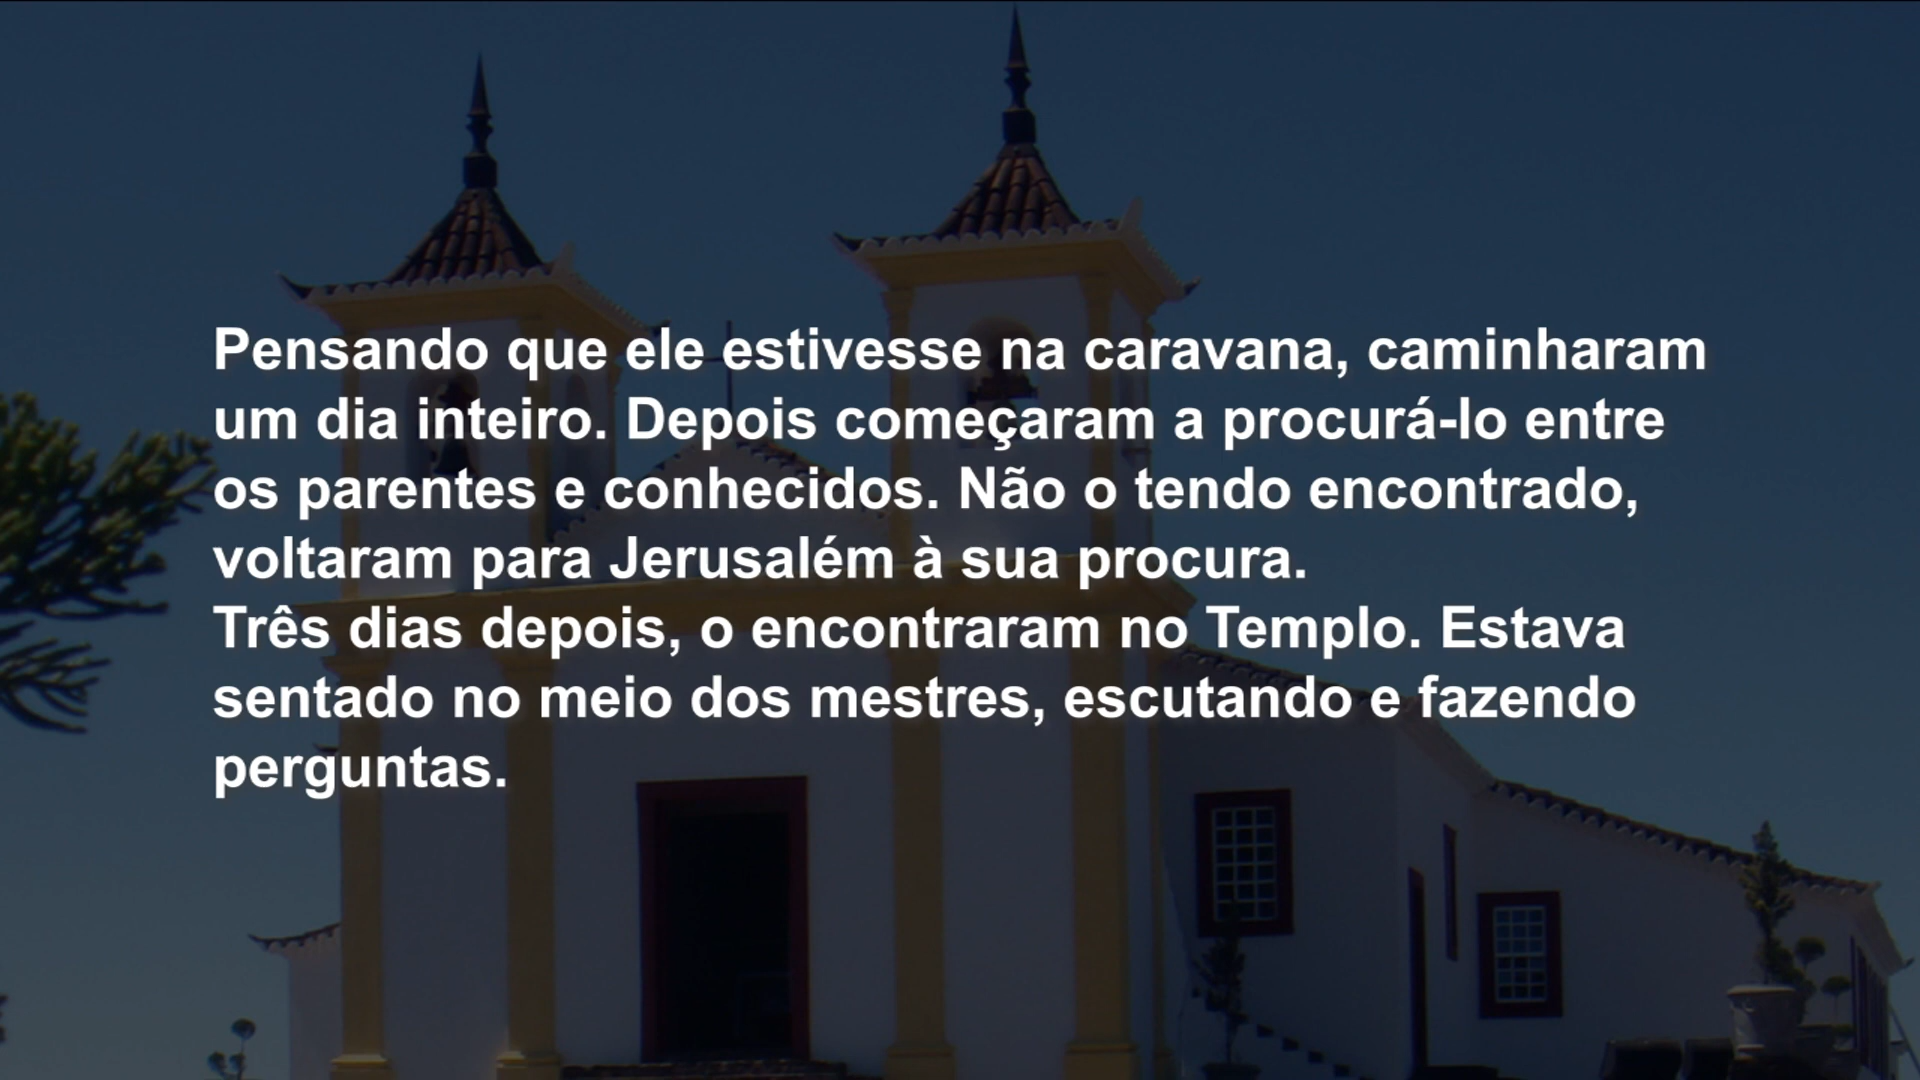 Pensando que ele estivesse na caravana, caminharam
um dia inteiro. Depois começaram a procurá-lo entre
os parentes e conhecidos. Não o tendo encontrado,
voltaram para Jerusalém à sua procura.
Três dias depois, o encontraram no Templo. Estava
sentado no meio dos mestres, escutando e fazendo
perguntas.